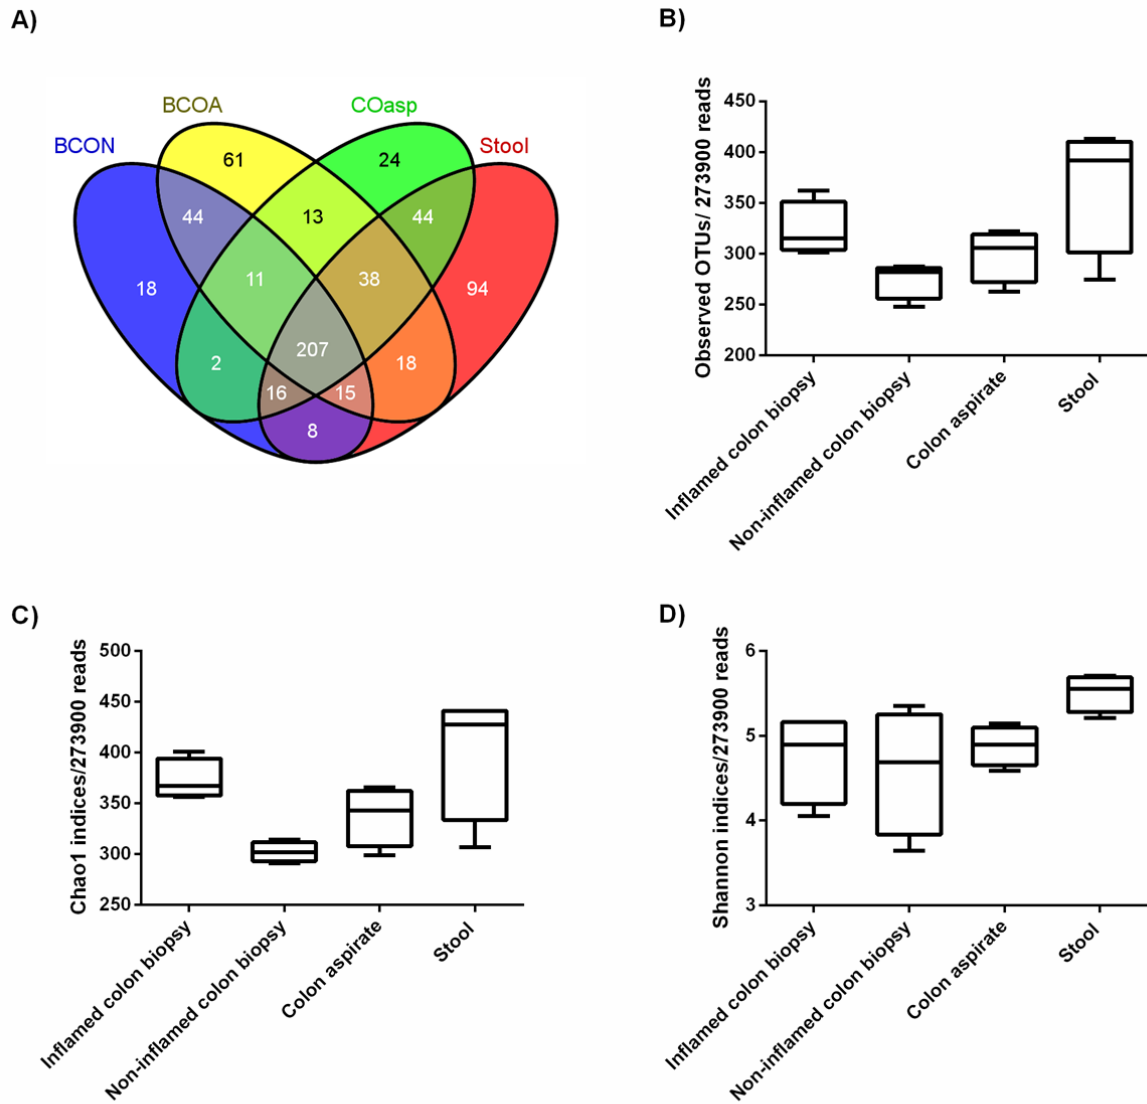 A)
BCON
BCOA
COasp
Stool
61
24
44
13
44
18
11
38
94
2
207
18
16
15
8
B)
Observed OTUs/ 273900 reads
450
400
350
300
250
200
Inflamed colon biopsy
Non-inflamed colon biopsy
Colon aspirate
Stool
C)
Chao1 indices/273900 reads
500
450
400
350
300
250
Inflamed colon biopsy
Non-inflamed colon biopsy
Colon aspirate
Stool
D)
Shannon indices/273900 reads
6
5
4
3
Inflamed colon biopsy
Non-inflamed colon biopsy
Colon aspirate
Stool